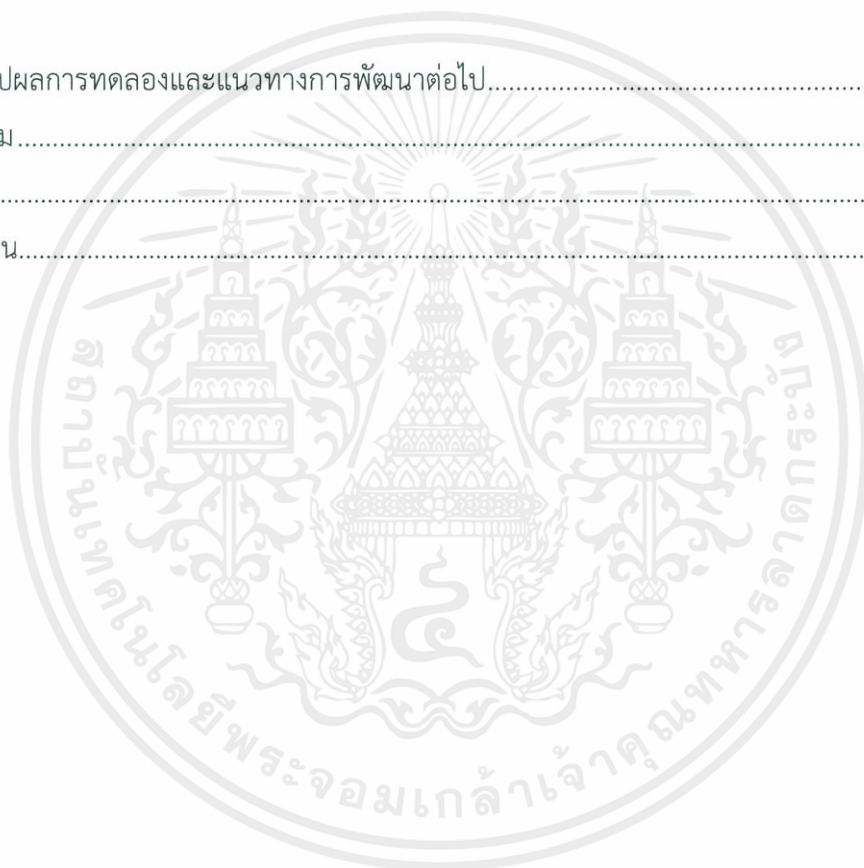 ปผลการทดลองและแนวทางการพัฒนาต่อไป................................................
ม................................................................................................
................................................................................................
น................................................................................................
สถาบันเทคโนโลยีพระจอมเกล้าเจ้าคุณทหารลาดกระบัง
๔